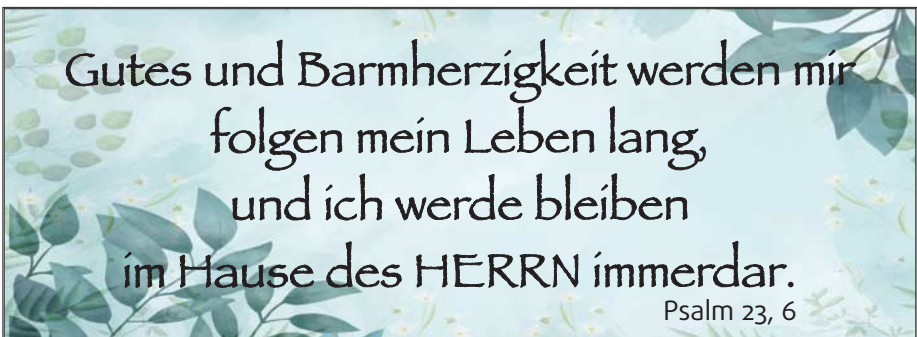 Gutes und Barmherzigkeit werden mir
folgen mein Leben lang,
und ich werde bleiben
im Hause des HERRN immerdar.
Psalm 23, 6